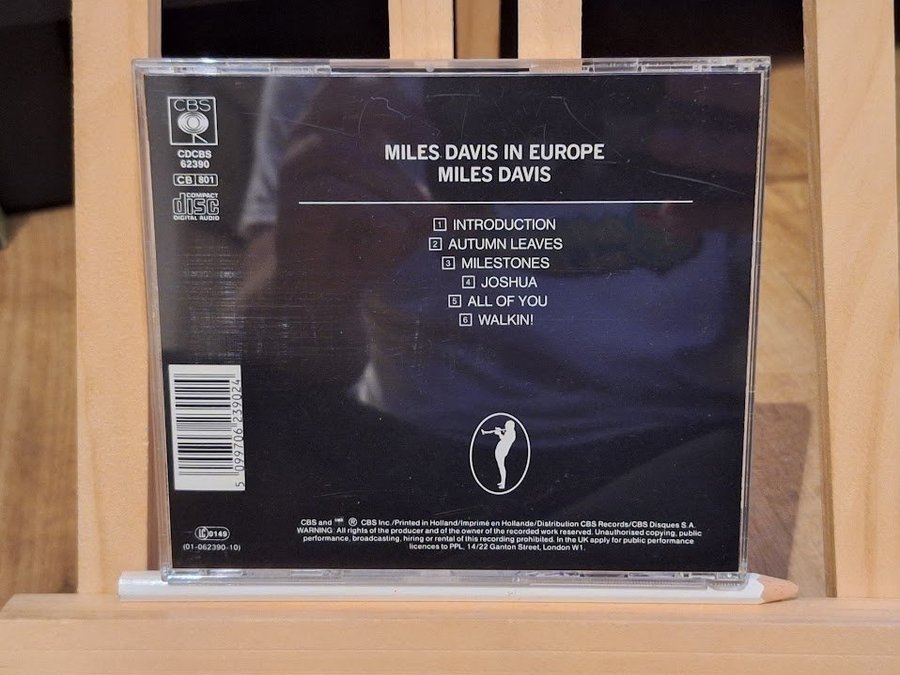 CBS
CDCBS
62390
CB 801
COMPACT
disc
DIGITAL AUDIO
MILES DAVIS IN EUROPE
MILES DAVIS
1 INTRODUCTION
2 AUTUMN LEAVES
3 MILESTONES
4 JOSHUA
5 ALL OF YOU
6 WALKIN!
5 099706 239024
CBS and ® CBS Inc./Printed in Holland/Imprimé en Hollande/Distribution CBS Records/CBS Disques S.A.
WARNING: All rights of the producer and of the owner of the recorded work reserved. Unauthorised copying, public
performance, broadcasting, hiring or rental of this recording prohibited. In the UK apply for public performance
licences to PPL, 14/22 Ganton Street, London W1.
LC 0149
(01-062390-10)